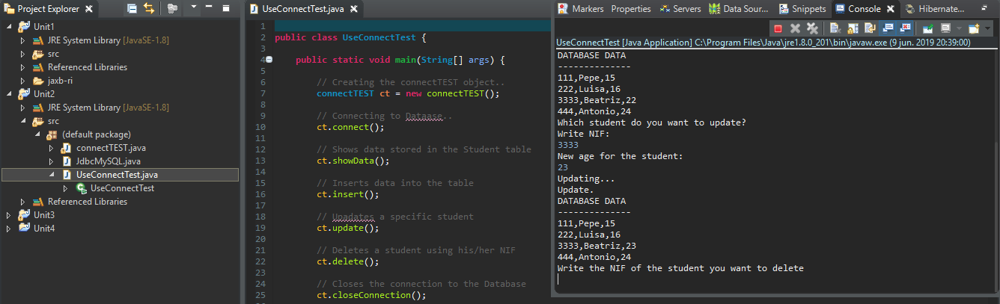 Project Explorer
Unit1
JRE System Library [JavaSE-1.8]
src
Referenced Libraries
jaxb-ri
Unit2
JRE System Library [JavaSE-1.8]
src
(default package)
connectTEST.java
JdbcMySQL.java
UseConnectTest.java
UseConnectTest
Referenced Libraries
Unit3
Unit4
UseConnectTest.java
1
2 public class UseConnectTest {
3
4 public static void main(String[] args) {
5
6 // Creating the connectTEST object..
7 connectTEST ct = new connectTEST();
8
9 // Connecting to Dataase..
10 ct.connect();
11
12 // Shows data stored in the Student table
13 ct.showData();
14
15 // Inserts data into the table
16 ct.insert();
17
18 // Upadates a specific student
19 ct.update();
20
21 // Deletes a student using his/her NIF
22 ct.delete();
23
24 // Closes the connection to the Database
25 ct.closeConnection();
Markers Properties Servers Data Sour... Snippets Console Hibernate...
UseConnectTest [Java Application] C:\Program Files\Java\jre1.8.0_201\bin\javaw.exe (9 jun. 2019 20:39:00)
DATABASE DATA
--------------
111,Pepe,15
222,Luisa,16
3333,Beatriz,22
444,Antonio,24
Which student do you want to update?
Write NIF:
3333
New age for the student:
23
Updating...
Update.
DATABASE DATA
--------------
111,Pepe,15
222,Luisa,16
3333,Beatriz,23
444,Antonio,24
Write the NIF of the student you want to delete